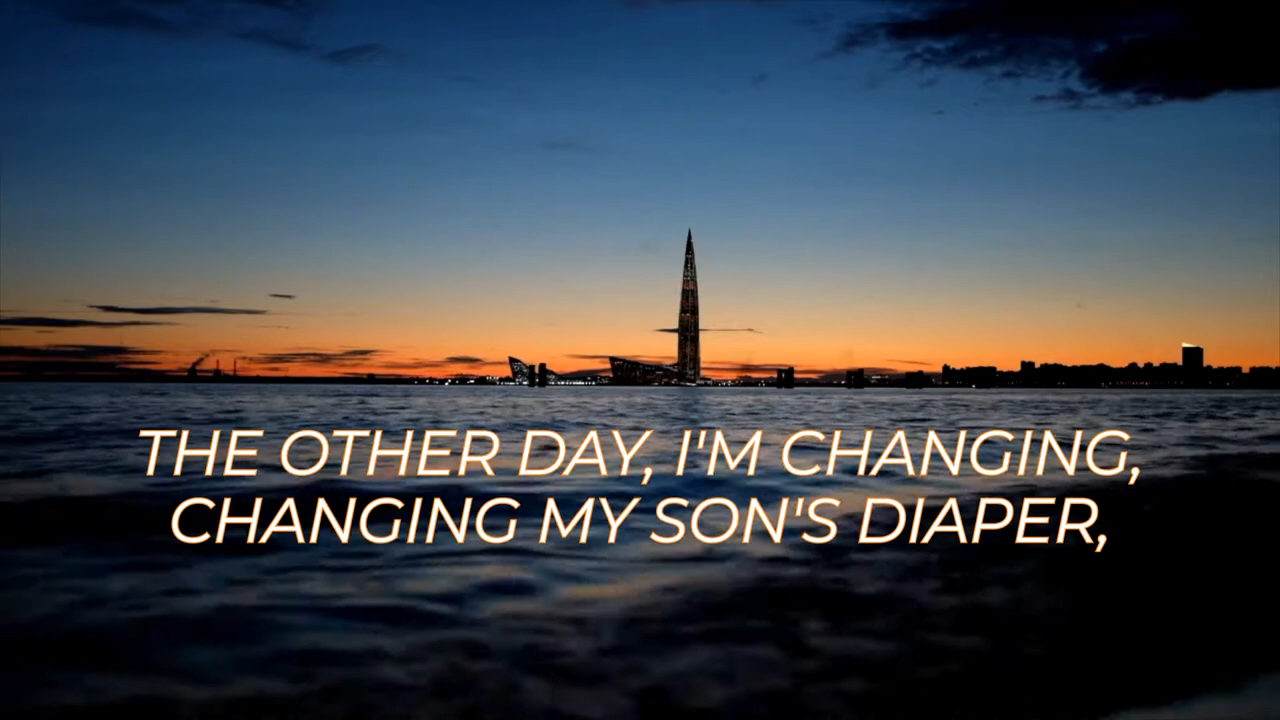 THE OTHER DAY, I'M CHANGING,
CHANGING MY SON'S DIAPER,